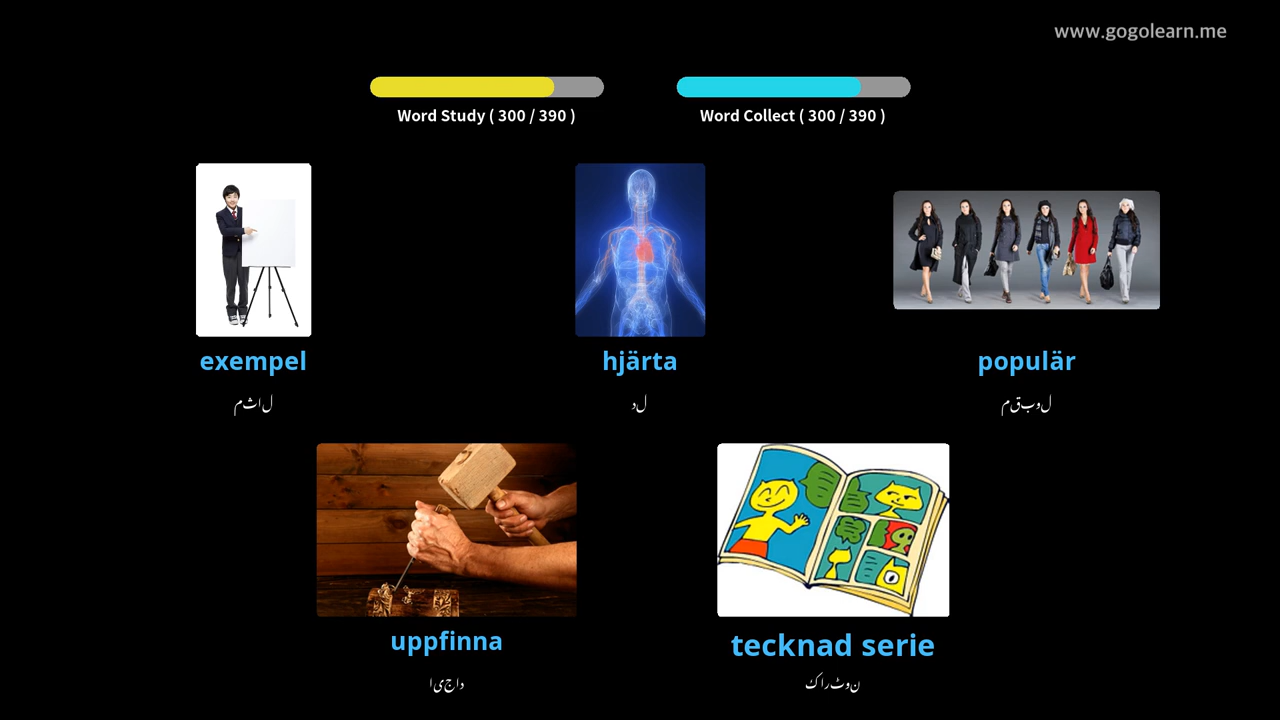 www.gogolearn.me
Word Study ( 300 / 390 )
Word Collect ( 300 / 390 )
exempel
مثال
hjärta
دل
populär
مقبول
uppfinna
ایجاد
tecknad serie
کارٹون